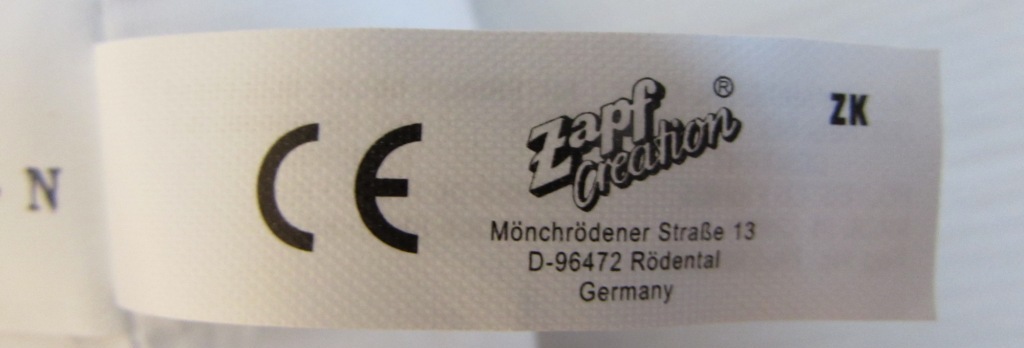 N
CE
Zapf
Creation®
ZK
Mönchrödener Straße 13
D-96472 Rödental
Germany